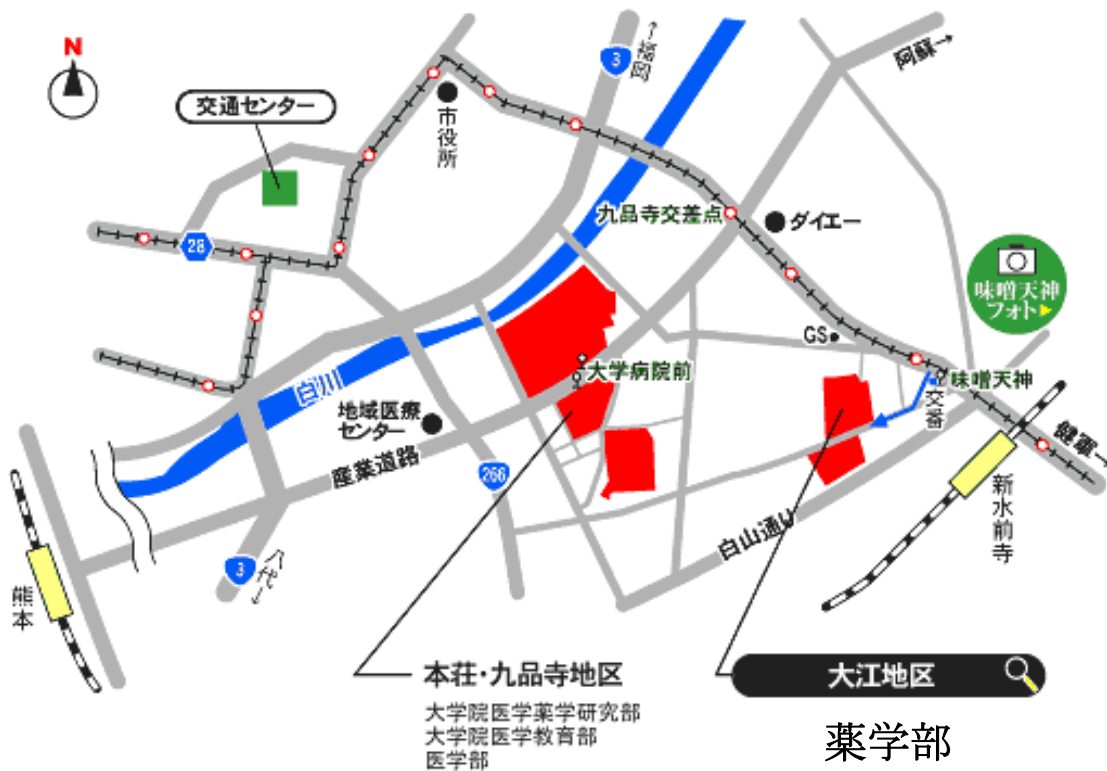 N
交通センター
市役所
3
↑福岡
阿蘇→
28
九品寺交差点
ダイエー
味噌天神
フォト▶
GS
大学病院前
味噌天神
交番
白川
地域医療
センター
産業道路
266
健軍→
新水前寺
白山通り
3
八代↓
熊本
本荘・九品寺地区
大学院医学薬学研究部
大学院医学教育部
医学部
大江地区
薬学部